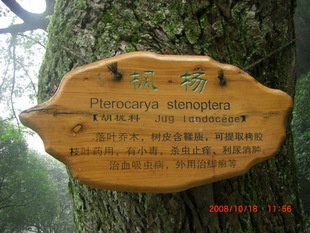 枫杨
Pterocarya stenoptera
【胡桃科 Jug landaceae】
落叶乔木，树皮含鞣质，可提取栲胶
枝叶药用，有小毒，杀虫止痒、利尿消肿
治血吸虫病，外用治脚癣等
2008/10/18 11:56